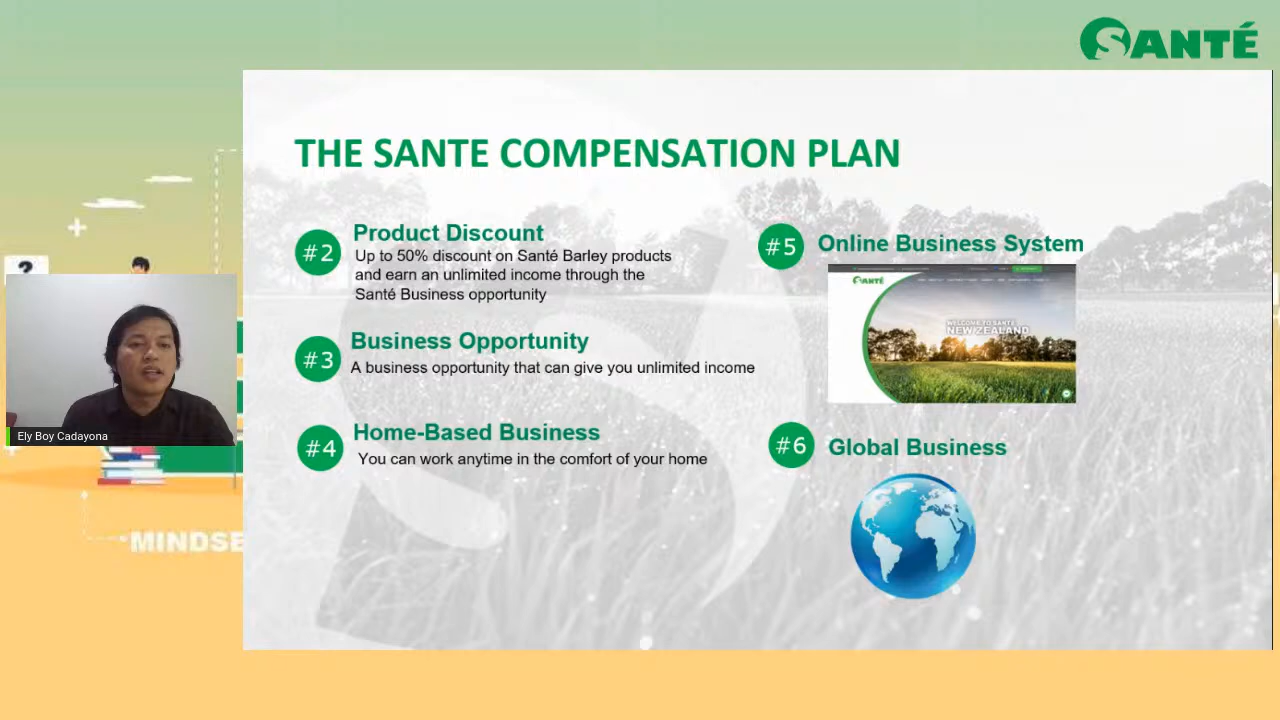 SANTÉ
THE SANTE COMPENSATION PLAN
#2
Product Discount
Up to 50% discount on Santé Barley products
and earn an unlimited income through the
Santé Business opportunity
#3
Business Opportunity
A business opportunity that can give you unlimited income
#4
Home-Based Business
You can work anytime in the comfort of your home
#5
Online Business System
SANTÉ
WELCOME TO SANTÉ
NEW ZEALAND
#6
Global Business
?
Ely Boy Cadayona
MINDSE